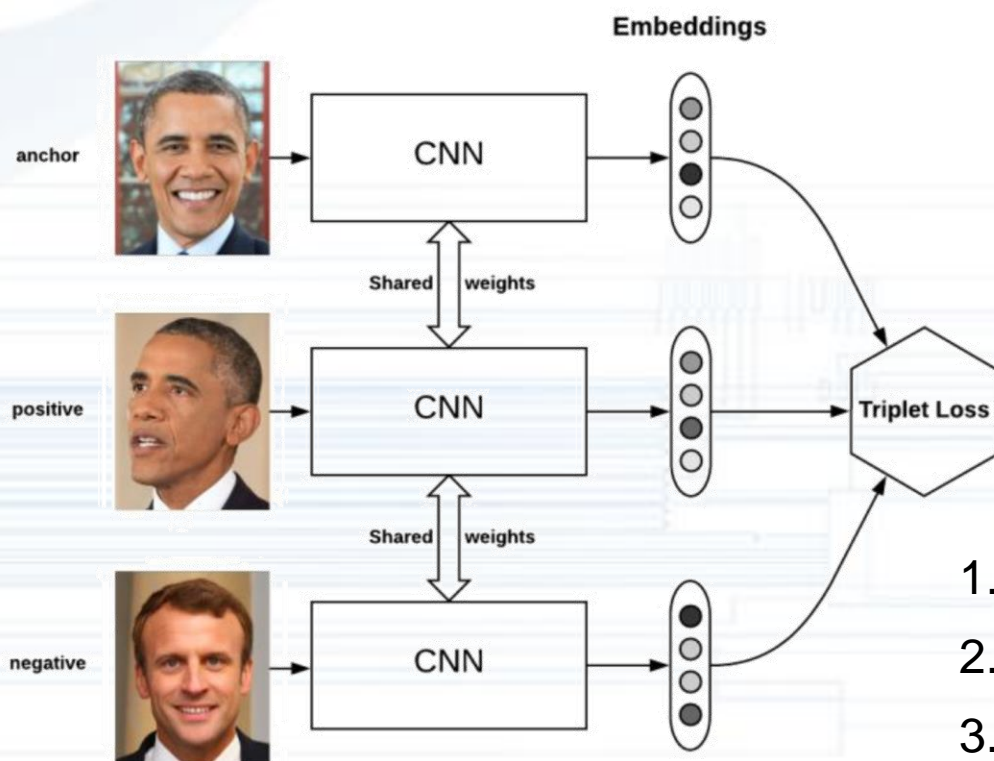 Embeddings
anchor
CNN
Shared weights
positive
CNN
Triplet Loss
Shared weights
negative
CNN
1.
2.
3.